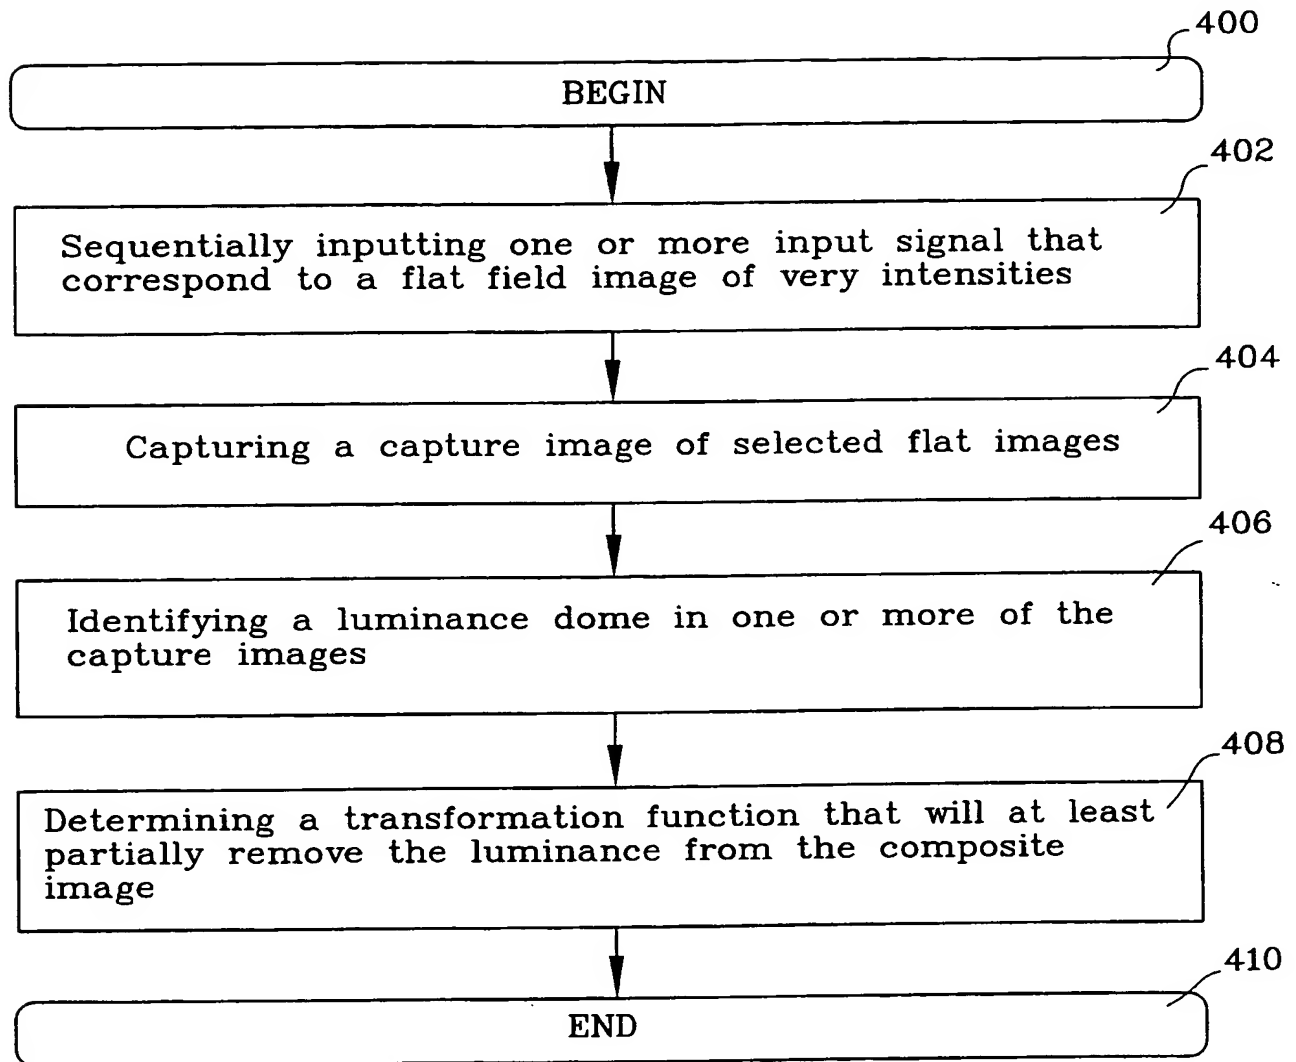 400
BEGIN
402
Sequentially inputting one or more input signal that
correspond to a flat field image of very intensities
404
Capturing a capture image of selected flat images
406
Identifying a luminance dome in one or more of the
capture images
408
Determining a transformation function that will at least
partially remove the luminance from the composite
image
410
END